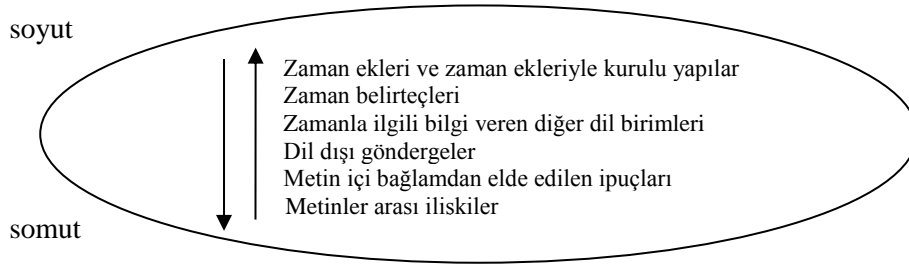 soyut
Zaman ekleri ve zaman ekleriyle kurulu yapılar
Zaman belirteçleri
Zamanla ilgili bilgi veren diğer dil birimleri
Dil dışı göndergeler
Metin içi bağlamdan elde edilen ipuçları
Metinler arası iliskiler
somut